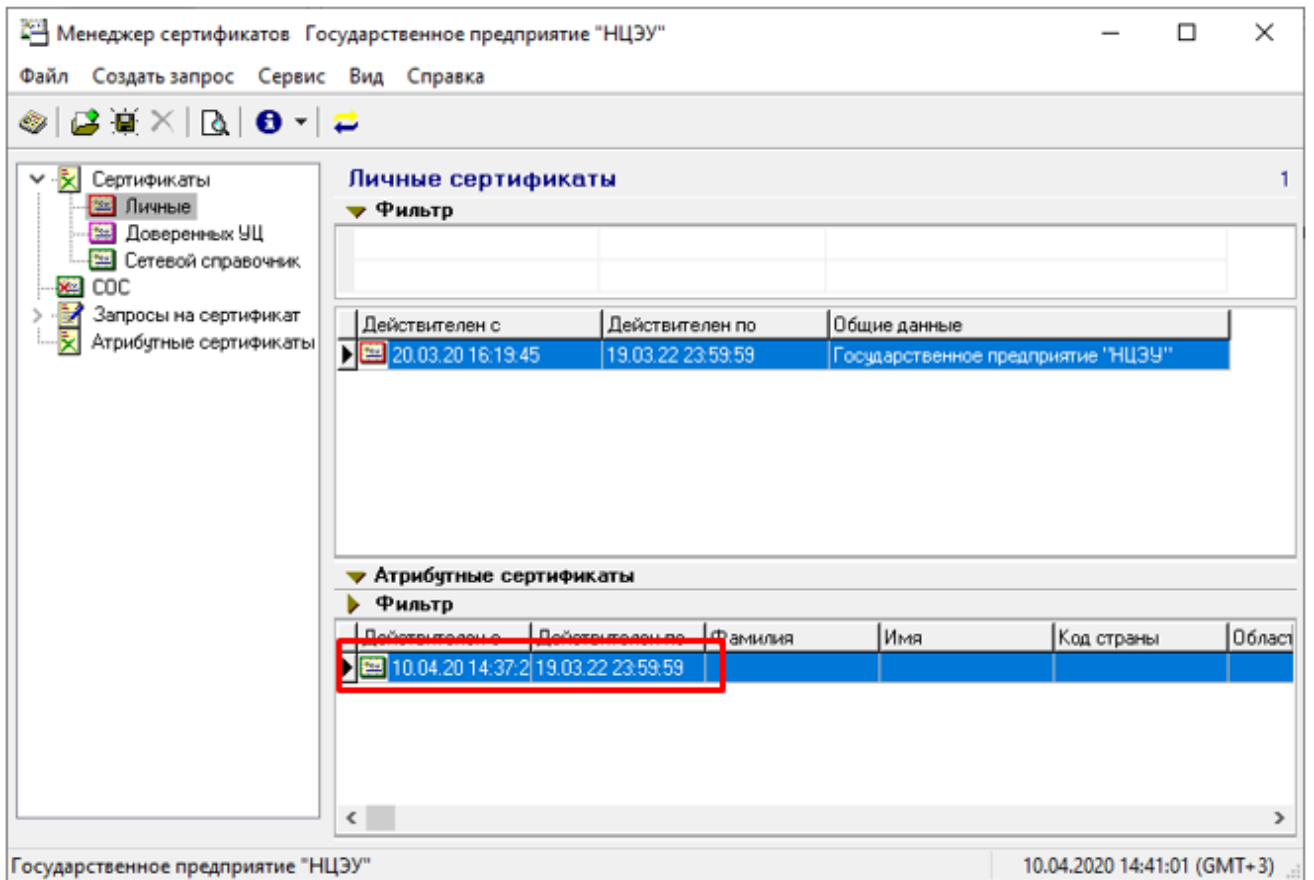 Менеджер сертификатов Государственное предприятие "НЦЭУ"
Файл Создать запрос Сервис Вид Справка
Сертификаты
Личные
Доверенных УЦ
Сетевой справочник
СОС
Запросы на сертификат
Атрибутные сертификаты
Личные сертификаты 1
Фильтр
Действителен с Действителен по Общие данные
20.03.20 16:19:45 19.03.22 23:59:59 Государственное предприятие "НЦЭУ"
Атрибутные сертификаты
Фильтр
Действителен с Действителен по Фамилия Имя Код страны Област
10.04.20 14:37:2 19.03.22 23:59:59
Государственное предприятие "НЦЭУ" 10.04.2020 14:41:01 (GMT+3)